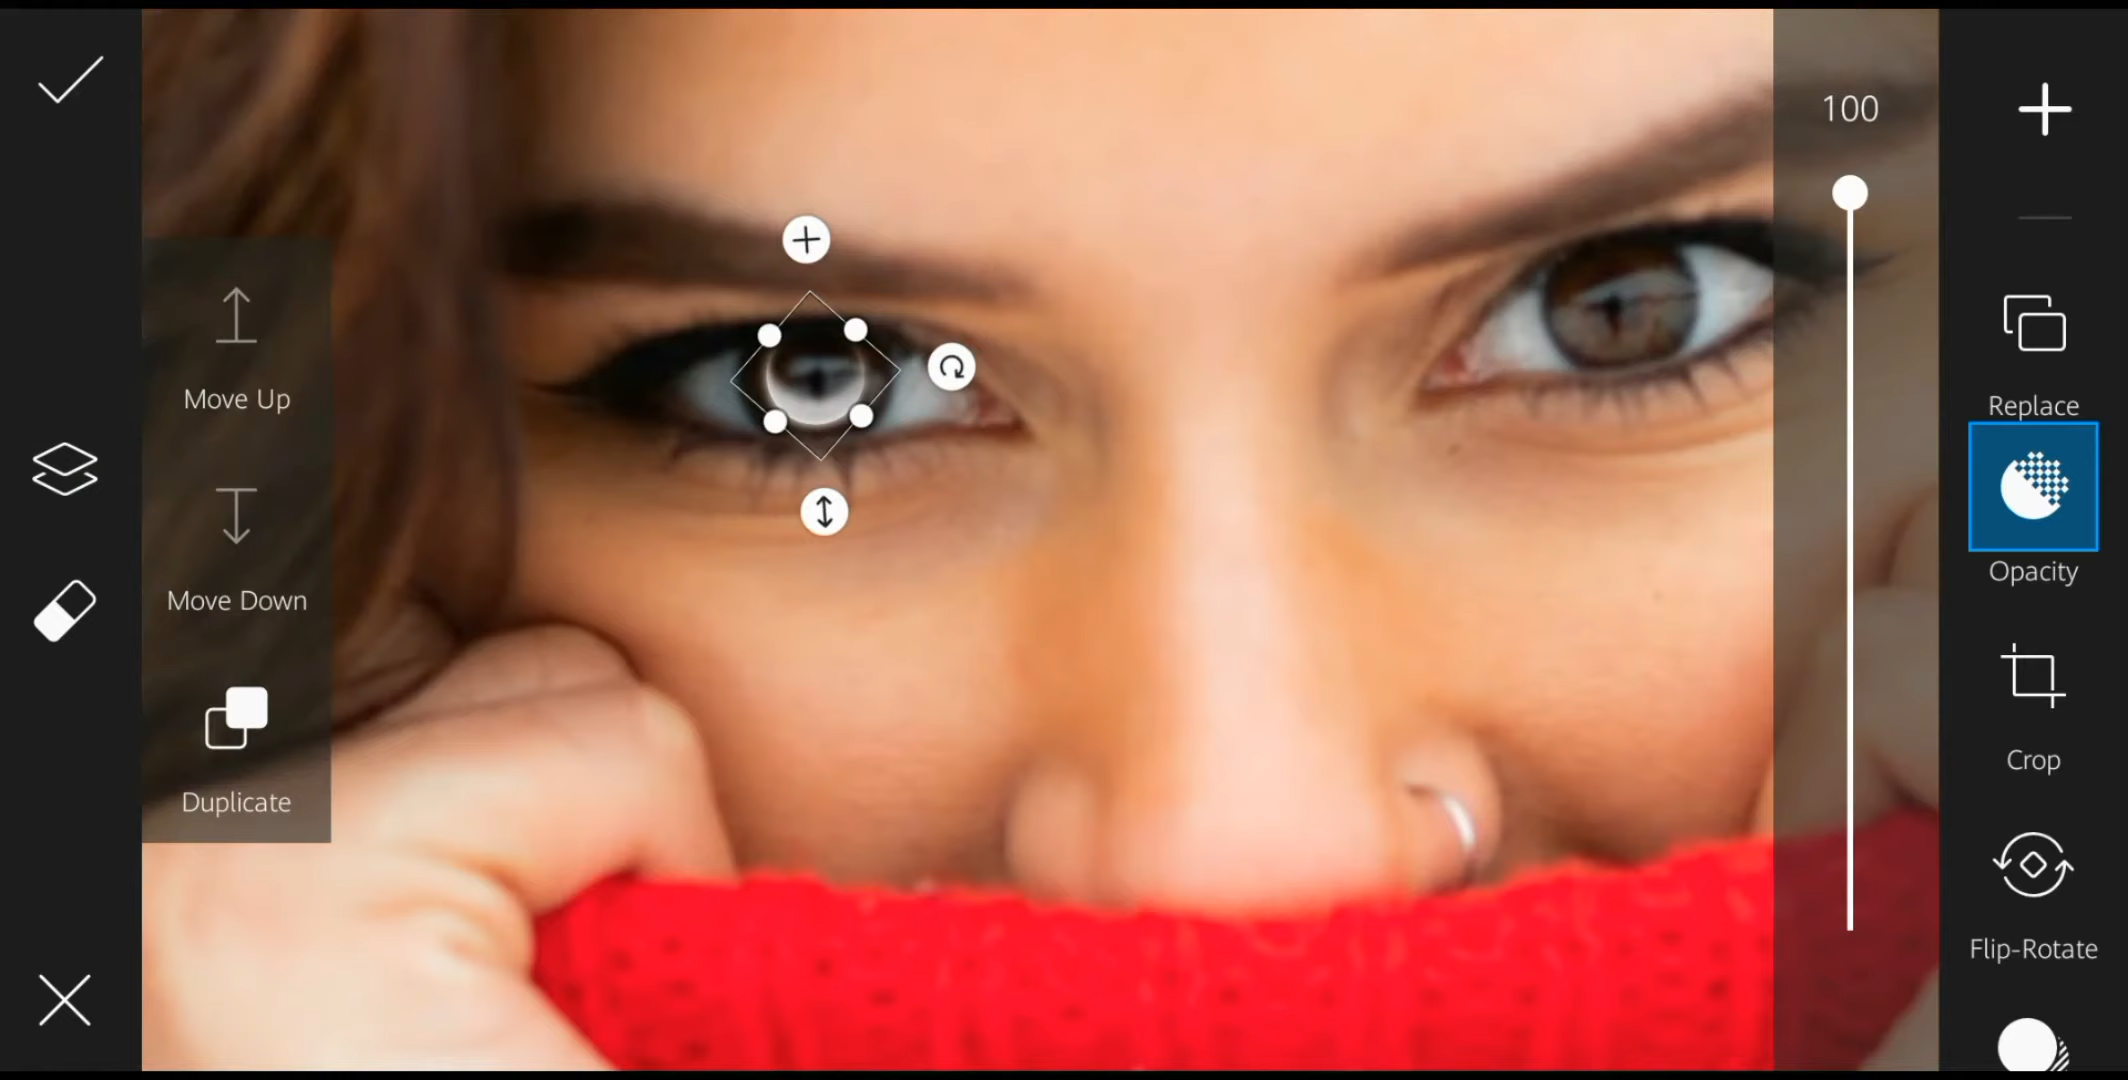 100
Move Up
Replace
Opacity
Move Down
Crop
Duplicate
Flip-Rotate